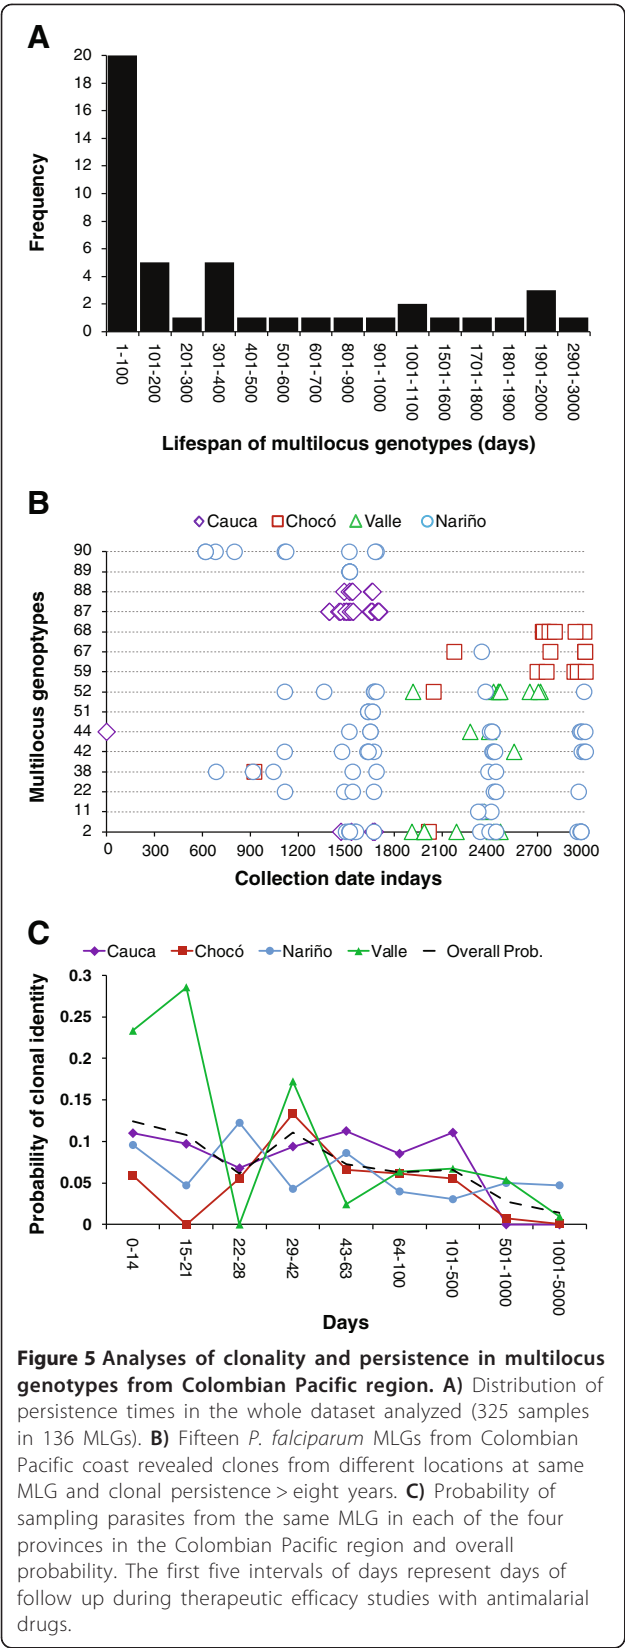 A
20
18
16
14
12
10
8
6
4
2
0
Frequency
1-100
101-200
201-300
301-400
401-500
501-600
601-700
801-900
901-1000
1001-1100
1501-1600
1701-1800
1801-1900
1901-2000
2901-3000
Lifespan of multilocus genotypes (days)
B
Cauca Chocó Valle Nariño
90
89
88
87
68
67
59
52
51
44
42
38
22
11
2
Multilocus genoptypes
0 300 600 900 1200 1500 1800 2100 2400 2700 3000
Collection date indays
C
Cauca Chocó Nariño Valle Overall Prob.
0.3
0.25
0.2
0.15
0.1
0.05
0
Probability of clonal identity
0-14
15-21
22-28
29-42
43-63
64-100
101-500
501-1000
1001-5000
Days
Figure 5 Analyses of clonality and persistence in multilocus
genotypes from Colombian Pacific region. A) Distribution of
persistence times in the whole dataset analyzed (325 samples
in 136 MLGs). B) Fifteen P. falciparum MLGs from Colombian
Pacific coast revealed clones from different locations at same
MLG and clonal persistence > eight years. C) Probability of
sampling parasites from the same MLG in each of the four
provinces in the Colombian Pacific region and overall
probability. The first five intervals of days represent days of
follow up during therapeutic efficacy studies with antimalarial
drugs.